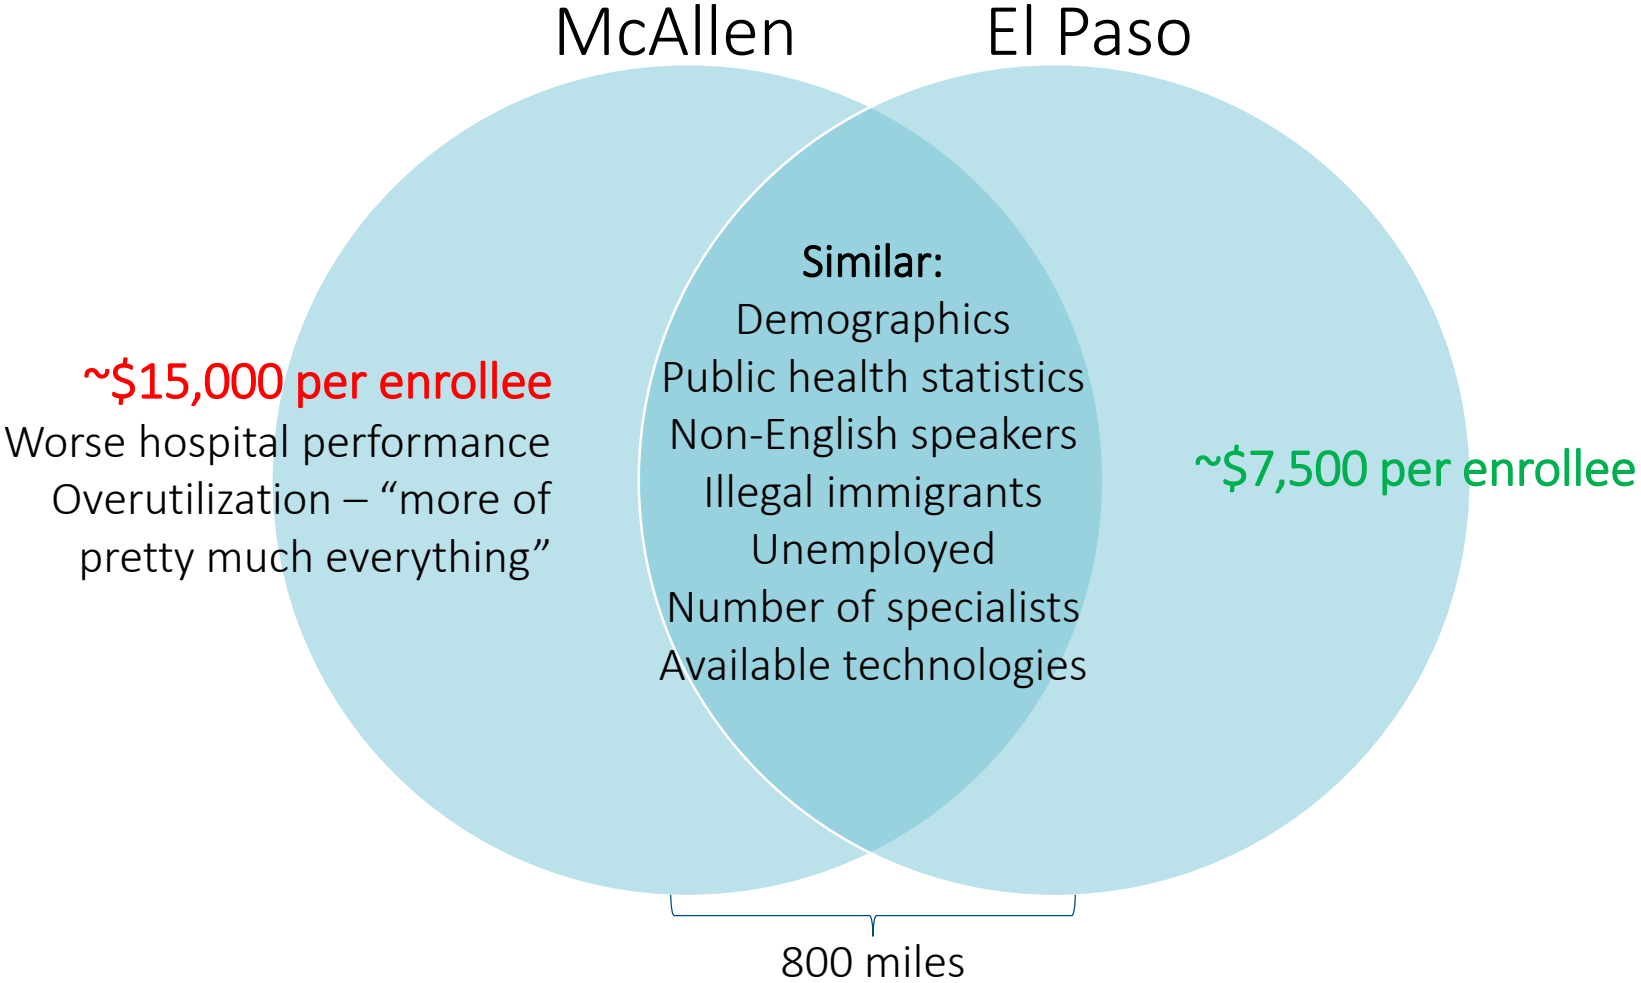 McAllen
El Paso
~$15,000 per enrollee
Worse hospital performance
Overutilization – “more of
pretty much everything”
Similar:
Demographics
Public health statistics
Non-English speakers
Illegal immigrants
Unemployed
Number of specialists
Available technologies
~$7,500 per enrollee
800 miles